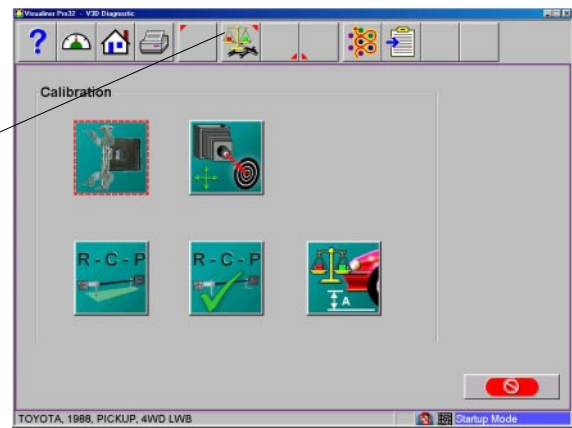 Visualiner Pro32 - V3D Diagnostic
?
Calibration
R - C - P
R - C - P
A
TOYOTA, 1988, PICKUP, 4WD LWB
Startup Mode